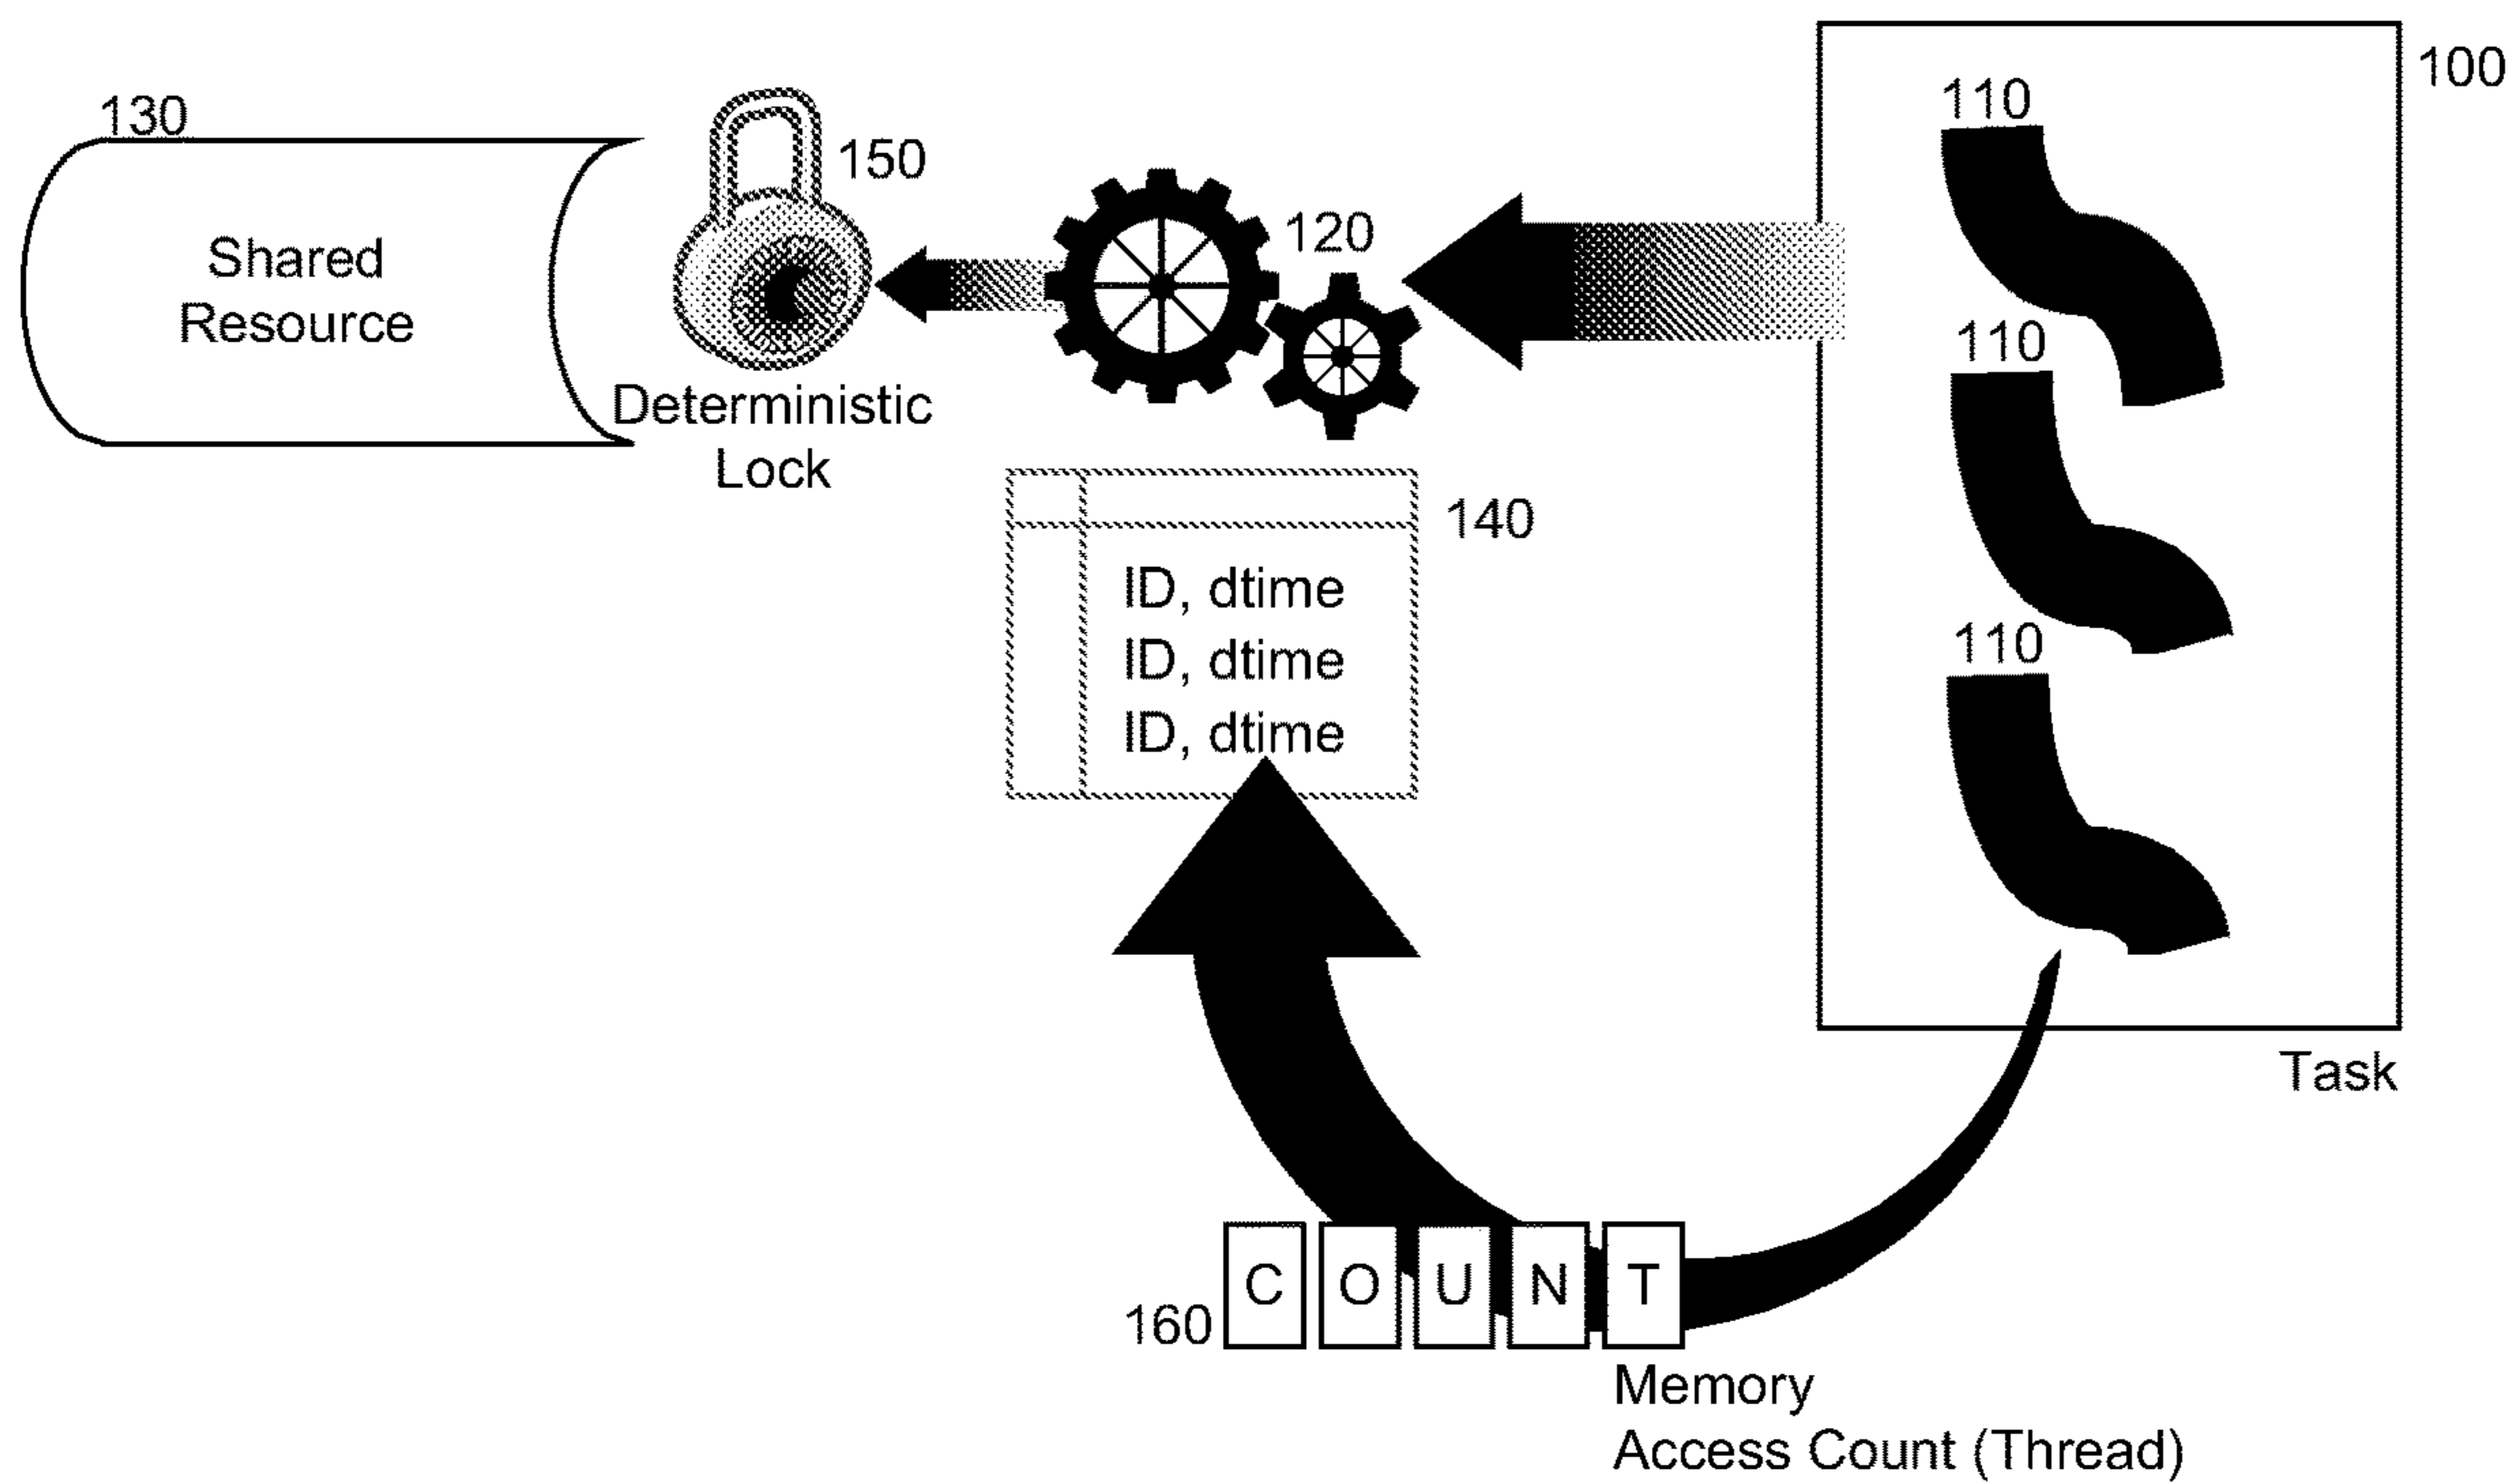 100
110
130
150
120
Shared
Resource
110
Deterministic
Lock
140
ID, dtime
110
ID, dtime
ID, dtime
Task
C O U N T
160
Memory
Access Count (Thread)